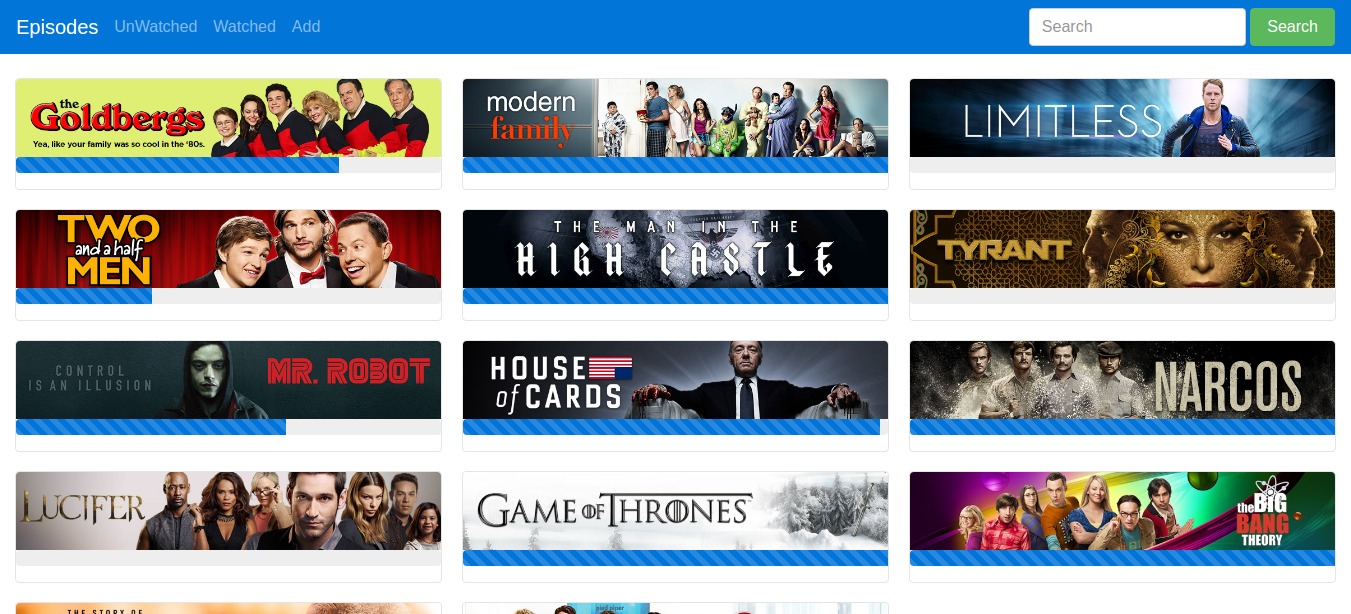 Episodes UnWatched Watched Add Search Search
the
Goldbergs
Yea, like your family was so cool in the '80s.
modern
family
LIMITLESS
TWO
and a half
MEN
THE MAN IN THE
HIGH CASTLE
TYRANT
CONTROL
IS AN ILLUSION
MR. ROBOT
HOUSE
of CARDS
NARCOS
LUCIFER
GAME OF THRONES
the BIG
BANG
THEORY
THE STORY OF
pied piper